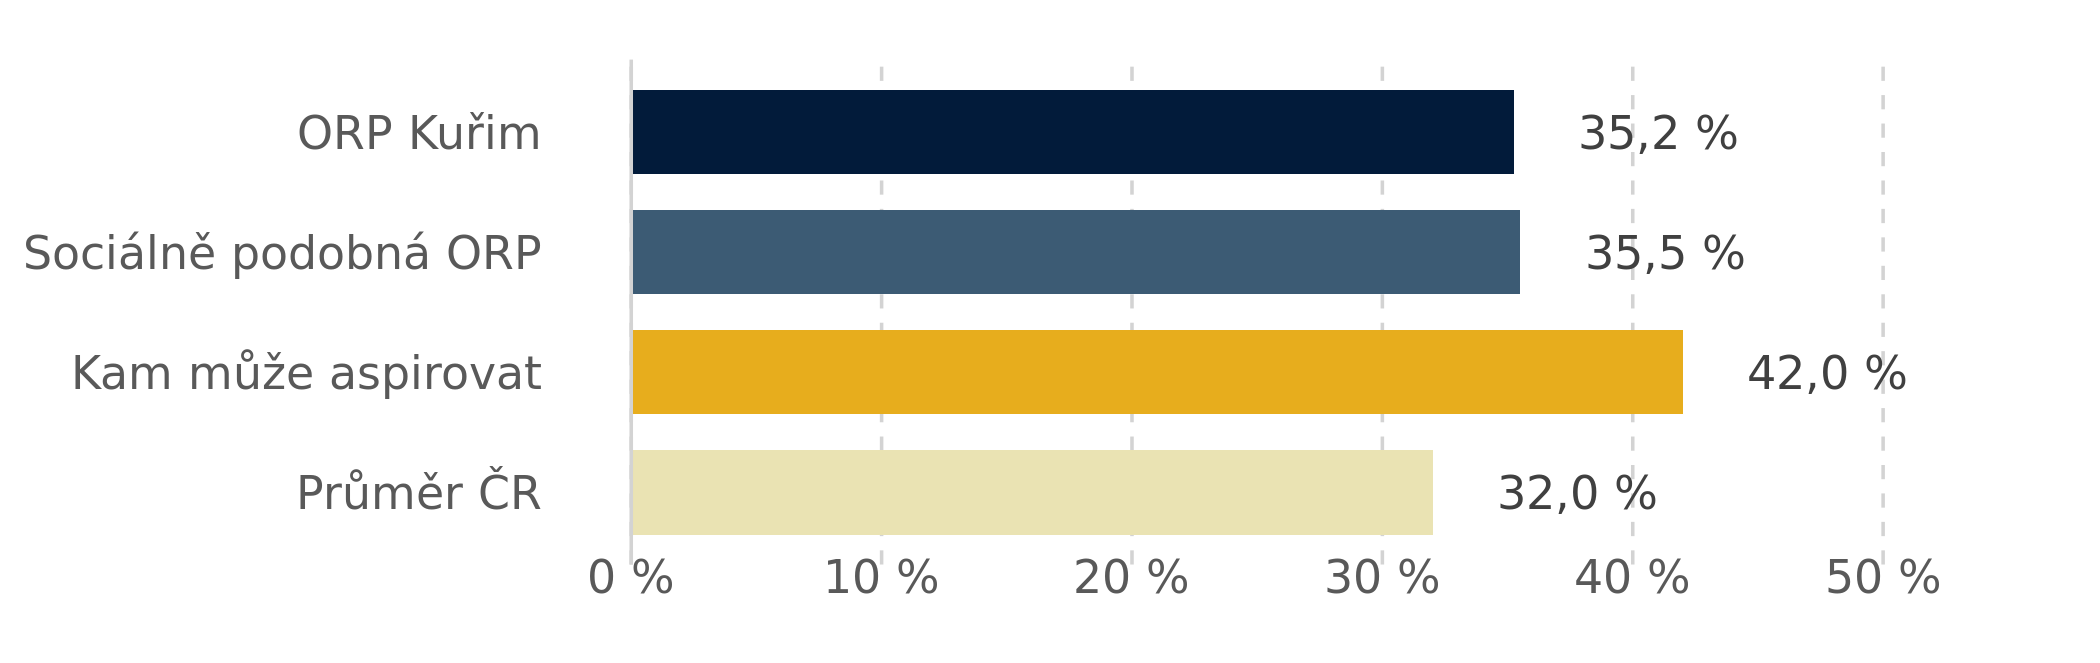 ORP Kuřim 35,2 %
Sociálně podobná ORP 35,5 %
Kam může aspirovat 42,0 %
Průměr ČR 32,0 %
0 % 10 % 20 % 30 % 40 % 50 %